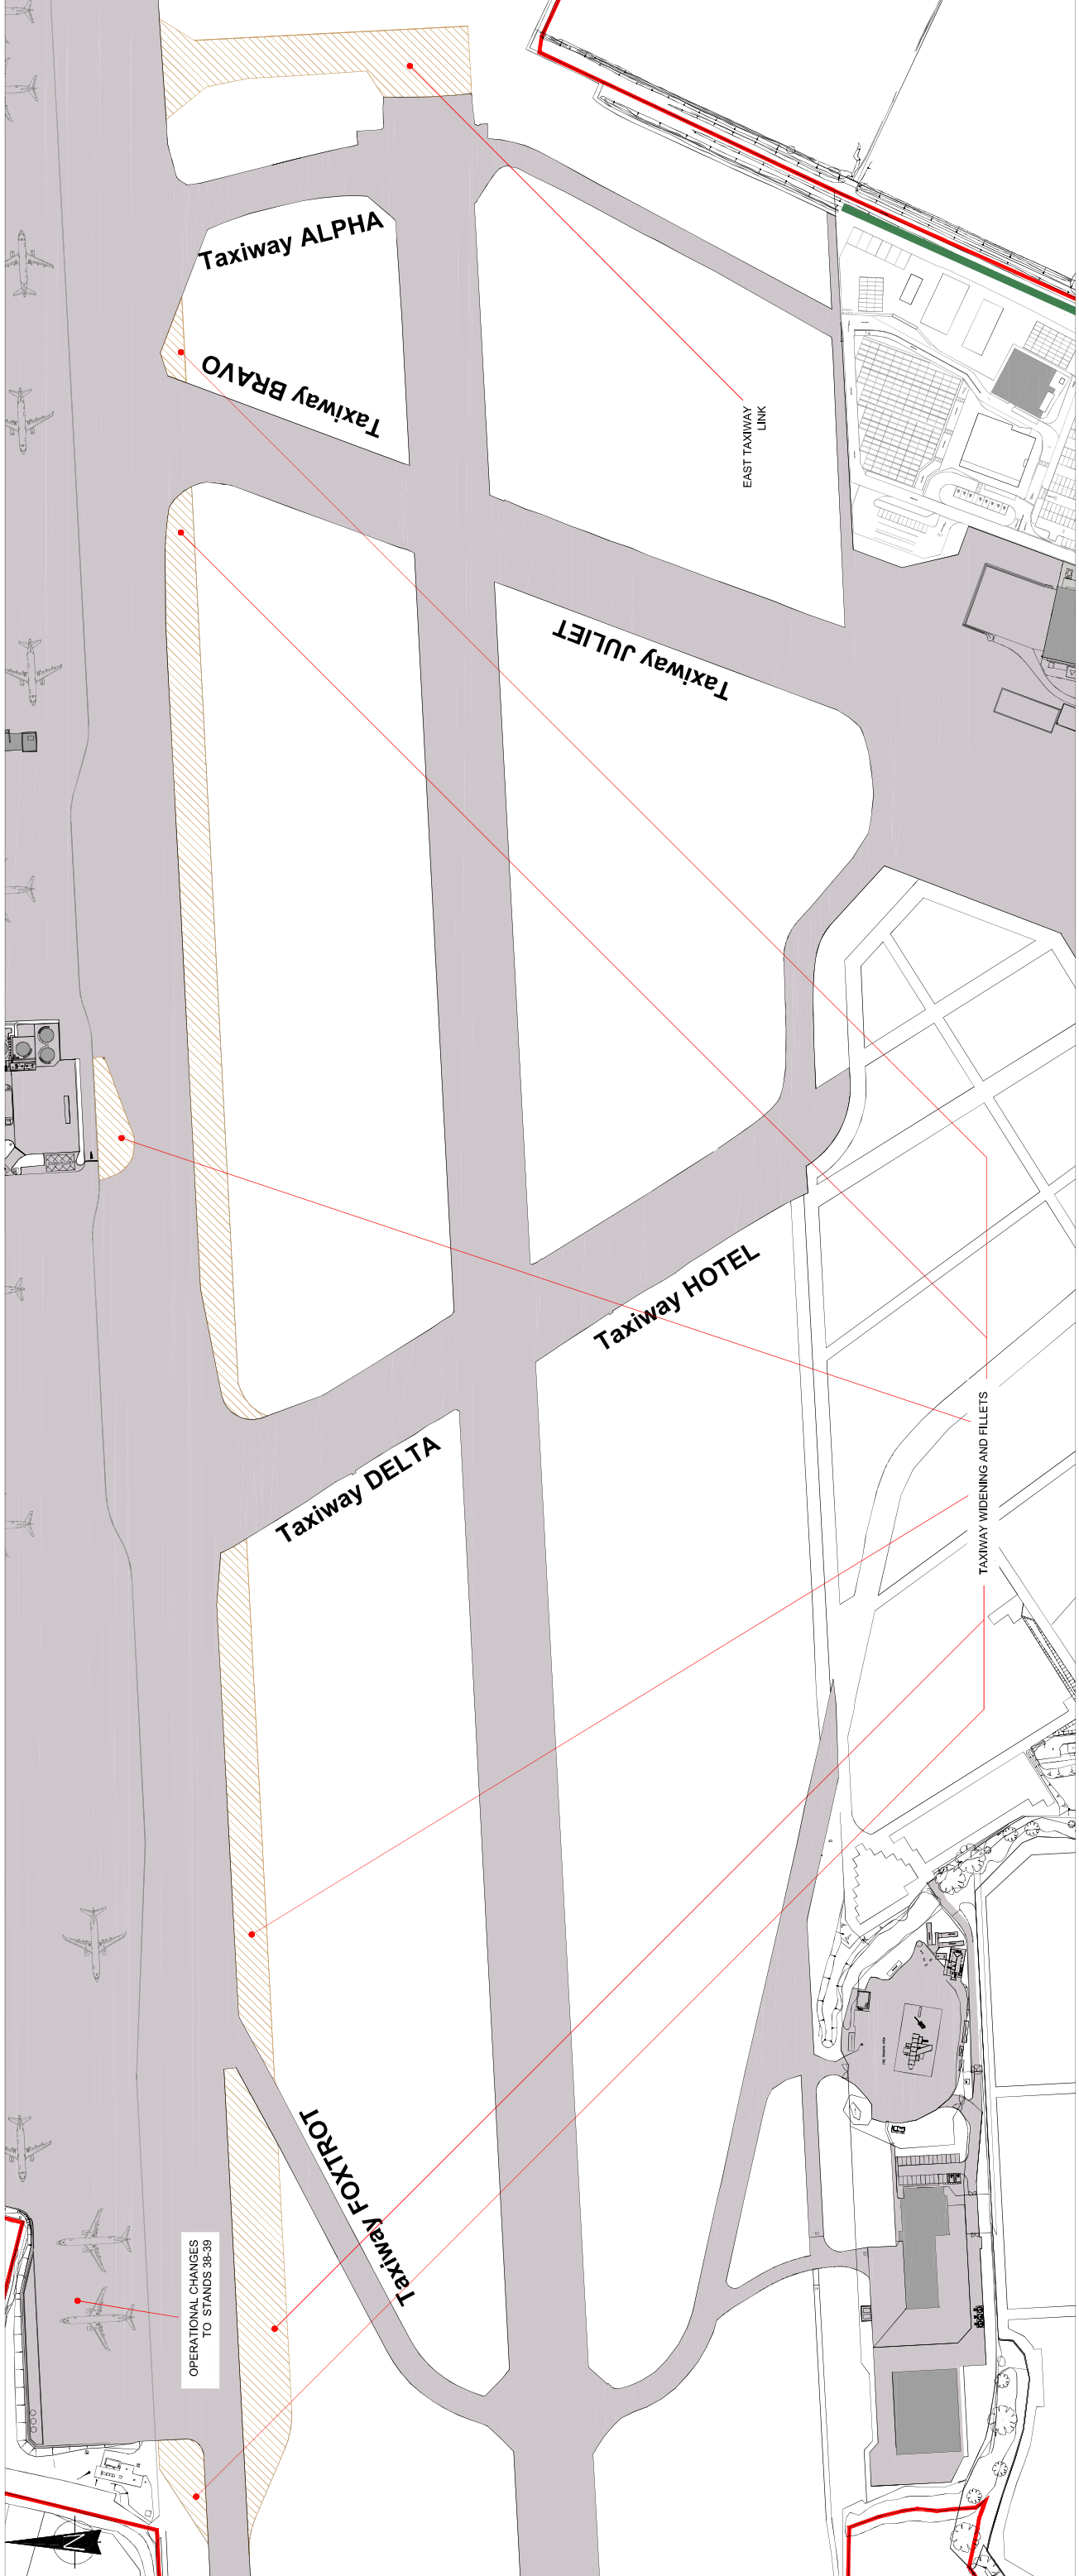 Taxiway ALPHA
Taxiway BRAVO
EAST TAXIWAY
LINK
Taxiway JULIET
Taxiway HOTEL
TAXIWAY WIDENING AND FILLETS
Taxiway DELTA
Taxiway FOXTROT
OPERATIONAL CHANGES
TO STANDS 38-39
N